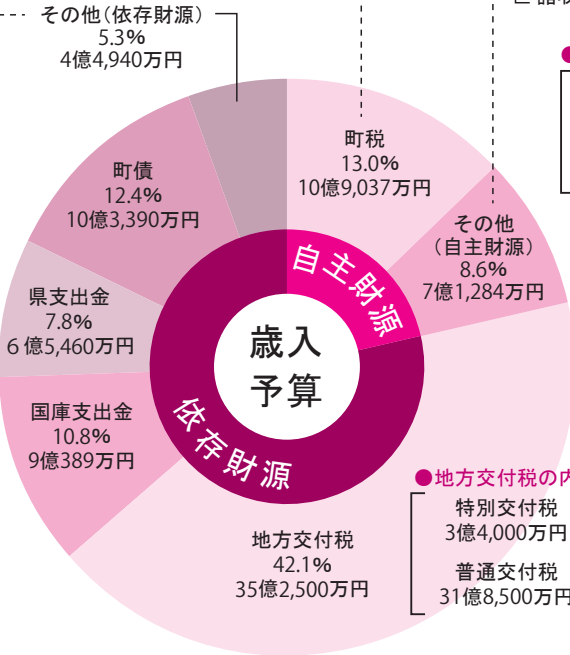 その他（依存財源）
5.3%
4億4,940万円
町税
13.0%
10億9,037万円
町債
12.4%
10億3,390万円
その他
（自主財源）
8.6%
7億1,284万円
自主財源
県支出金
7.8%
6億5,460万円
歳入
予算
国庫支出金
10.8%
9億389万円
依存財源
●地方交付税の内
特別交付税
3億4,000万円
普通交付税
31億8,500万円
地方交付税
42.1%
35億2,500万円